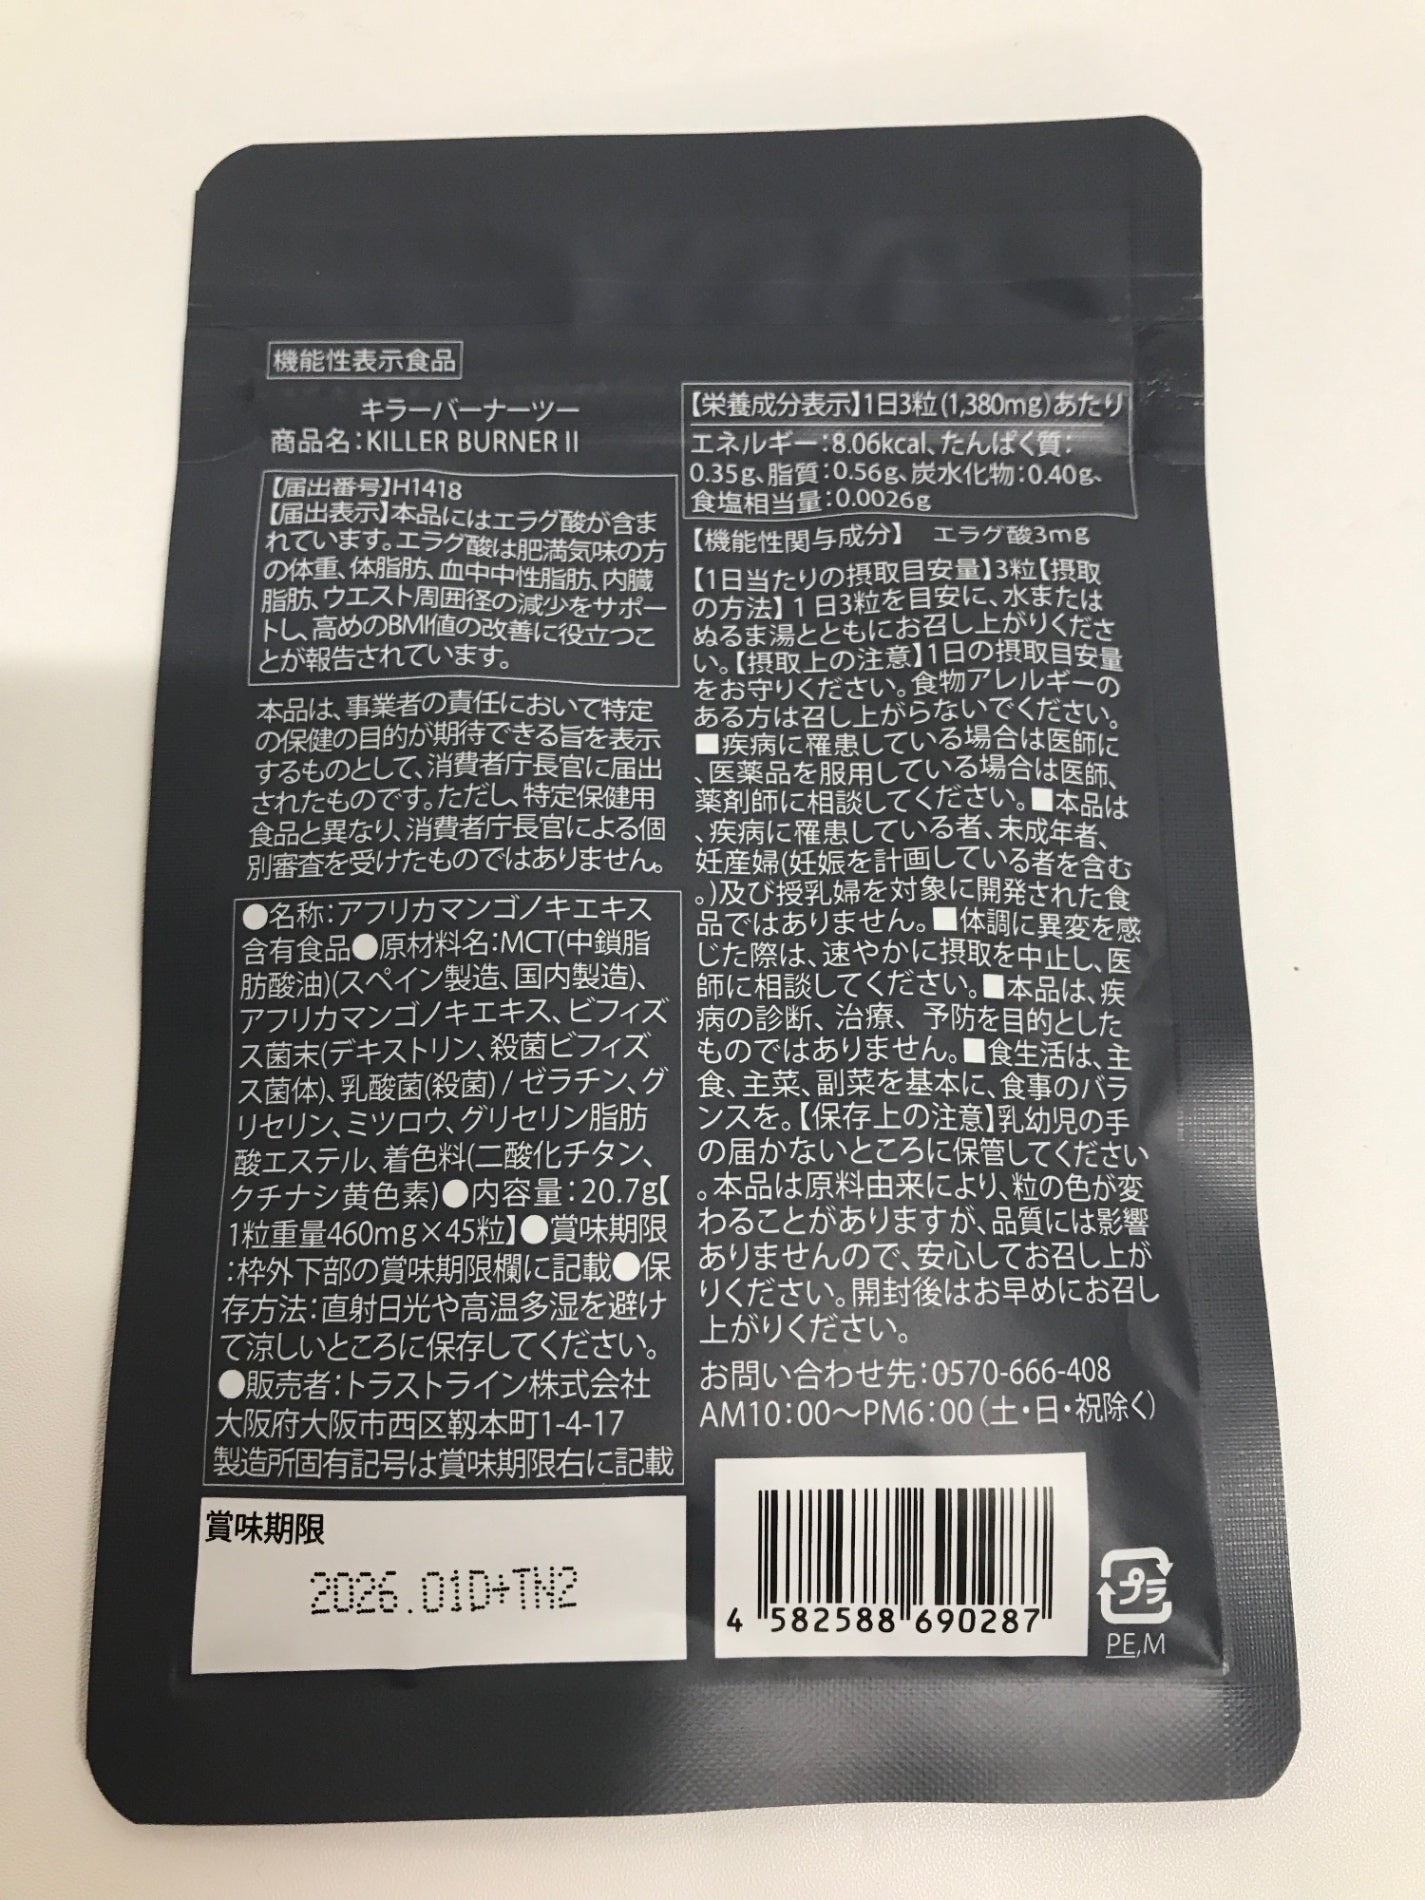 機能性表示食品
キラーバーナーツー
商品名:KILLER BURNER II
【届出番号】H1418
【届出表示】本品にはエラグ酸が含ま
れています。エラグ酸は肥満気味の方
の体重、体脂肪、血中中性脂肪、内臓
脂肪、ウエスト周囲径の減少をサポー
トし、高めのBMI値の改善に役立つこ
とが報告されています。
本品は、事業者の責任において特定
の保健の目的が期待できる旨を表示
するものとして、消費者庁長官に届出
されたものです。ただし、特定保健用
食品と異なり、消費者庁長官による個
別審査を受けたものではありません。
●名称:アフリカマンゴノキエキス
含有食品●原材料名:MCT(中鎖脂
肪酸油)(スペイン製造、国内製造)、
アフリカマンゴノキエキス、ビフィズ
ス菌末(デキストリン、殺菌ビフィズ
ス菌体)、乳酸菌(殺菌) / ゼラチン、グ
リセリン、ミツロウ、グリセリン脂肪
酸エステル、着色料(二酸化チタン、
クチナシ黄色素)●内容量:20.7g【
1粒重量460mg×45粒】●賞味期限
:枠外下部の賞味期限欄に記載●保
存方法:直射日光や高温多湿を避け
て涼しいところに保存してください。
●販売者:トラストライン株式会社
大阪府大阪市西区靱本町1-4-17
製造所固有記号は賞味期限右に記載
賞味期限
2026.01D+TN2
【栄養成分表示】1日3粒(1,380mg)あたり
エネルギー:8.06kcal、たんぱく質:
0.35g、脂質:0.56g、炭水化物:0.40g、
食塩相当量:0.0026g
【機能性関与成分】 エラグ酸3mg
【1日当たりの摂取目安量】3粒【摂取
の方法】1日3粒を目安に、水または
ぬるま湯とともにお召し上がりくださ
い。【摂取上の注意】1日の摂取目安量
をお守りください。食物アレルギーの
ある方は召し上がらないでください。
■疾病に罹患している場合は医師に
、医薬品を服用している場合は医師、
薬剤師に相談してください。■本品は
、疾病に罹患している者、未成年者、
妊産婦(妊娠を計画している者を含む
。)及び授乳婦を対象に開発された食
品ではありません。■体調に異変を感
じた際は、速やかに摂取を中止し、医
師に相談してください。■本品は、疾
病の診断、治療、予防を目的とした
ものではありません。■食生活は、主
食、主菜、副菜を基本に、食事のバラ
ンスを。【保存上の注意】乳幼児の手
の届かないところに保管してください
。本品は原料由来により、粒の色が変
わることがありますが、品質には影響
ありませんので、安心してお召し上が
りください。開封後はお早めにお召し
上がりください。
お問い合わせ先:0570-666-408
AM10:00〜PM6:00(土・日・祝除く)
4 582588 690287
プラ
PE,M